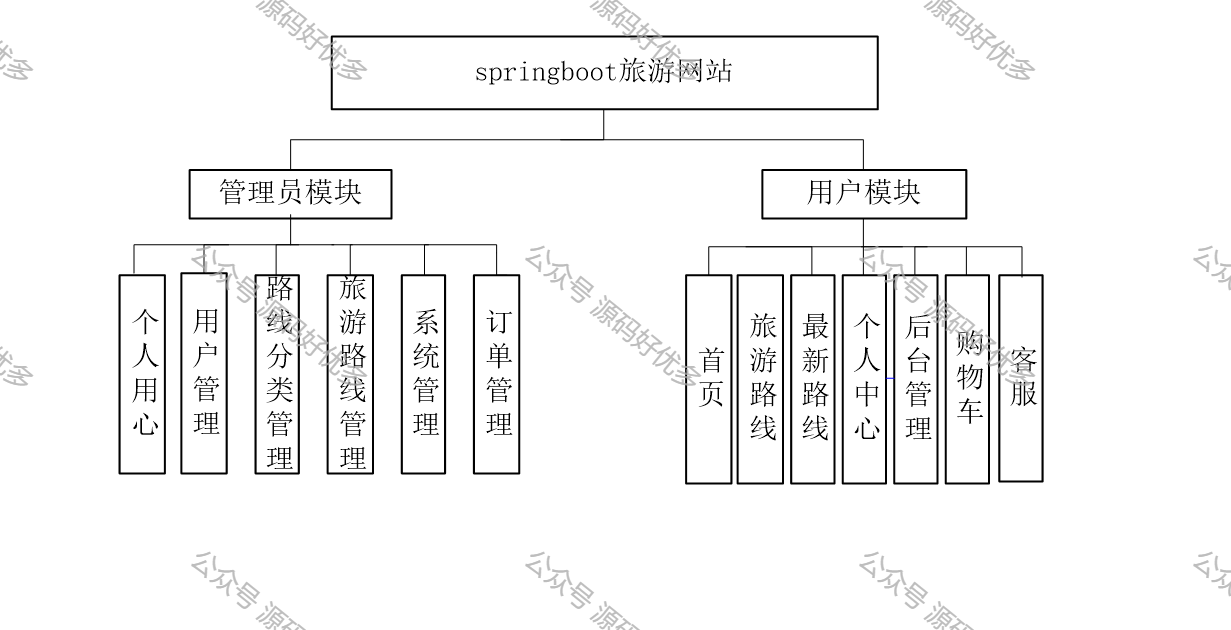 springboot旅游网站
管理员模块
用户模块
个人用心
用户管理
路线分类管理
旅游路线管理
系统管理
订单管理
首页
旅游路线
最新路线
个人中心
后台管理
购物车
客服
公众号 源码好优多